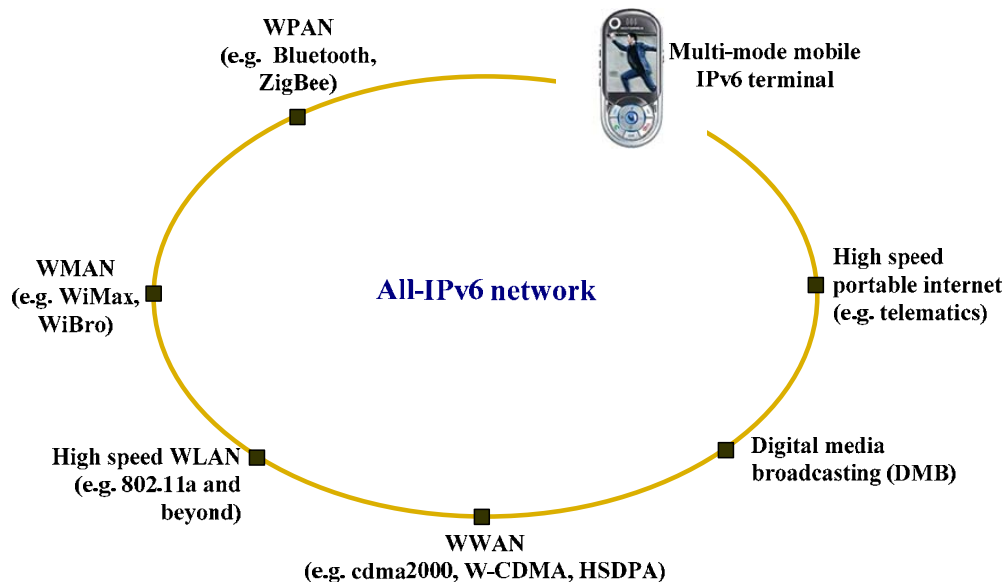 WPAN
(e.g. Bluetooth,
ZigBee)
Multi-mode mobile
IPv6 terminal
WMAN
(e.g. WiMax,
WiBro)
All-IPv6 network
High speed
portable internet
(e.g. telematics)
High speed WLAN
(e.g. 802.11a and
beyond)
Digital media
broadcasting (DMB)
WWAN
(e.g. cdma2000, W-CDMA, HSDPA)